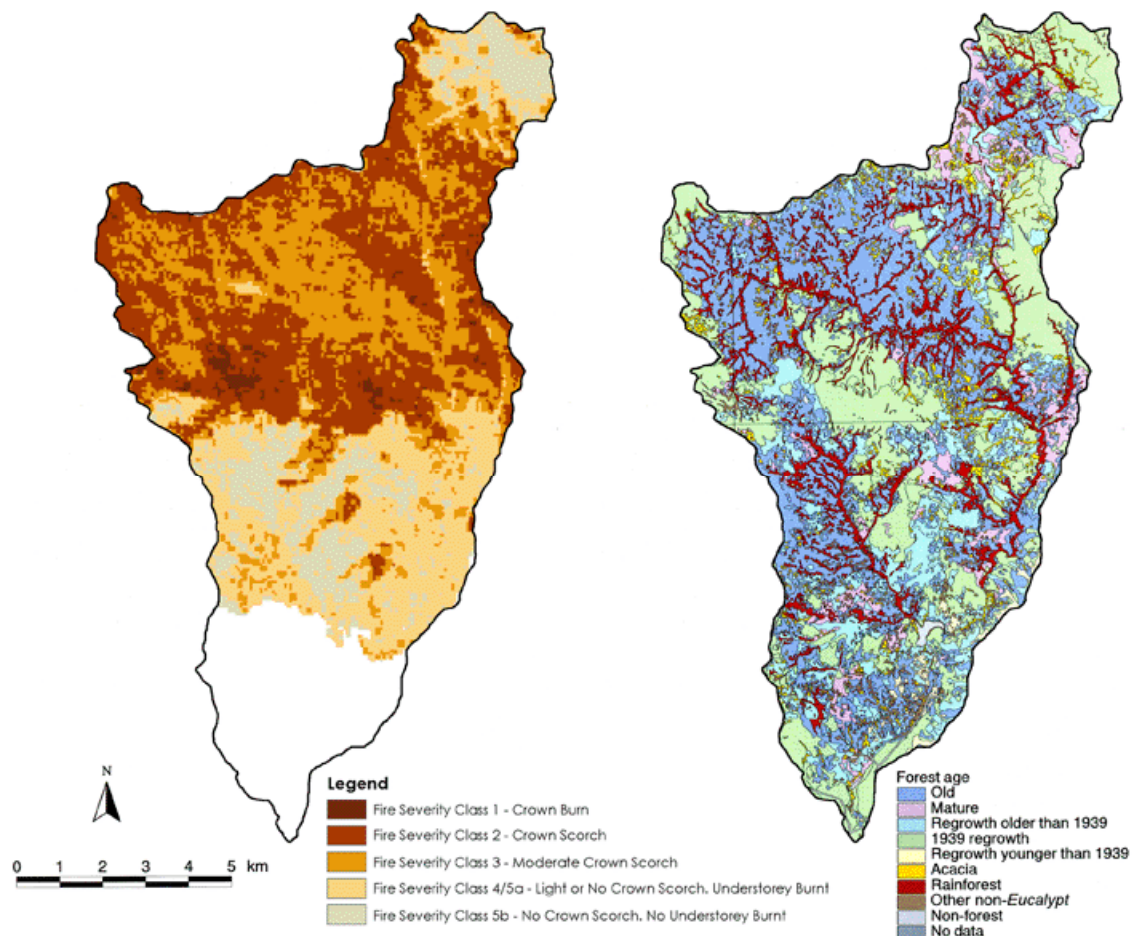 N
0 1 2 3 4 5 km
Legend
Fire Severity Class 1 - Crown Burn
Fire Severity Class 2 - Crown Scorch
Fire Severity Class 3 - Moderate Crown Scorch
Fire Severity Class 4/5a - Light or No Crown Scorch. Understorey Burnt
Fire Severity Class 5b - No Crown Scorch. No Understorey Burnt
Forest age
Old
Mature
Regrowth older than 1939
1939 regrowth
Regrowth younger than 1939
Acacia
Rainforest
Other non-Eucalypt
Non-forest
No data